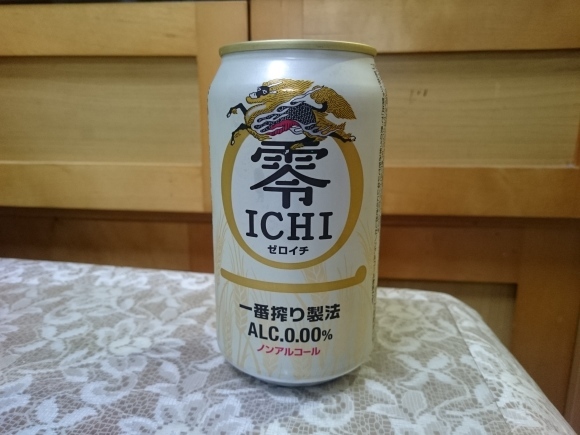 零
ICHI
ゼロイチ
一番搾り製法
ALC.0.00%
ノンアルコール